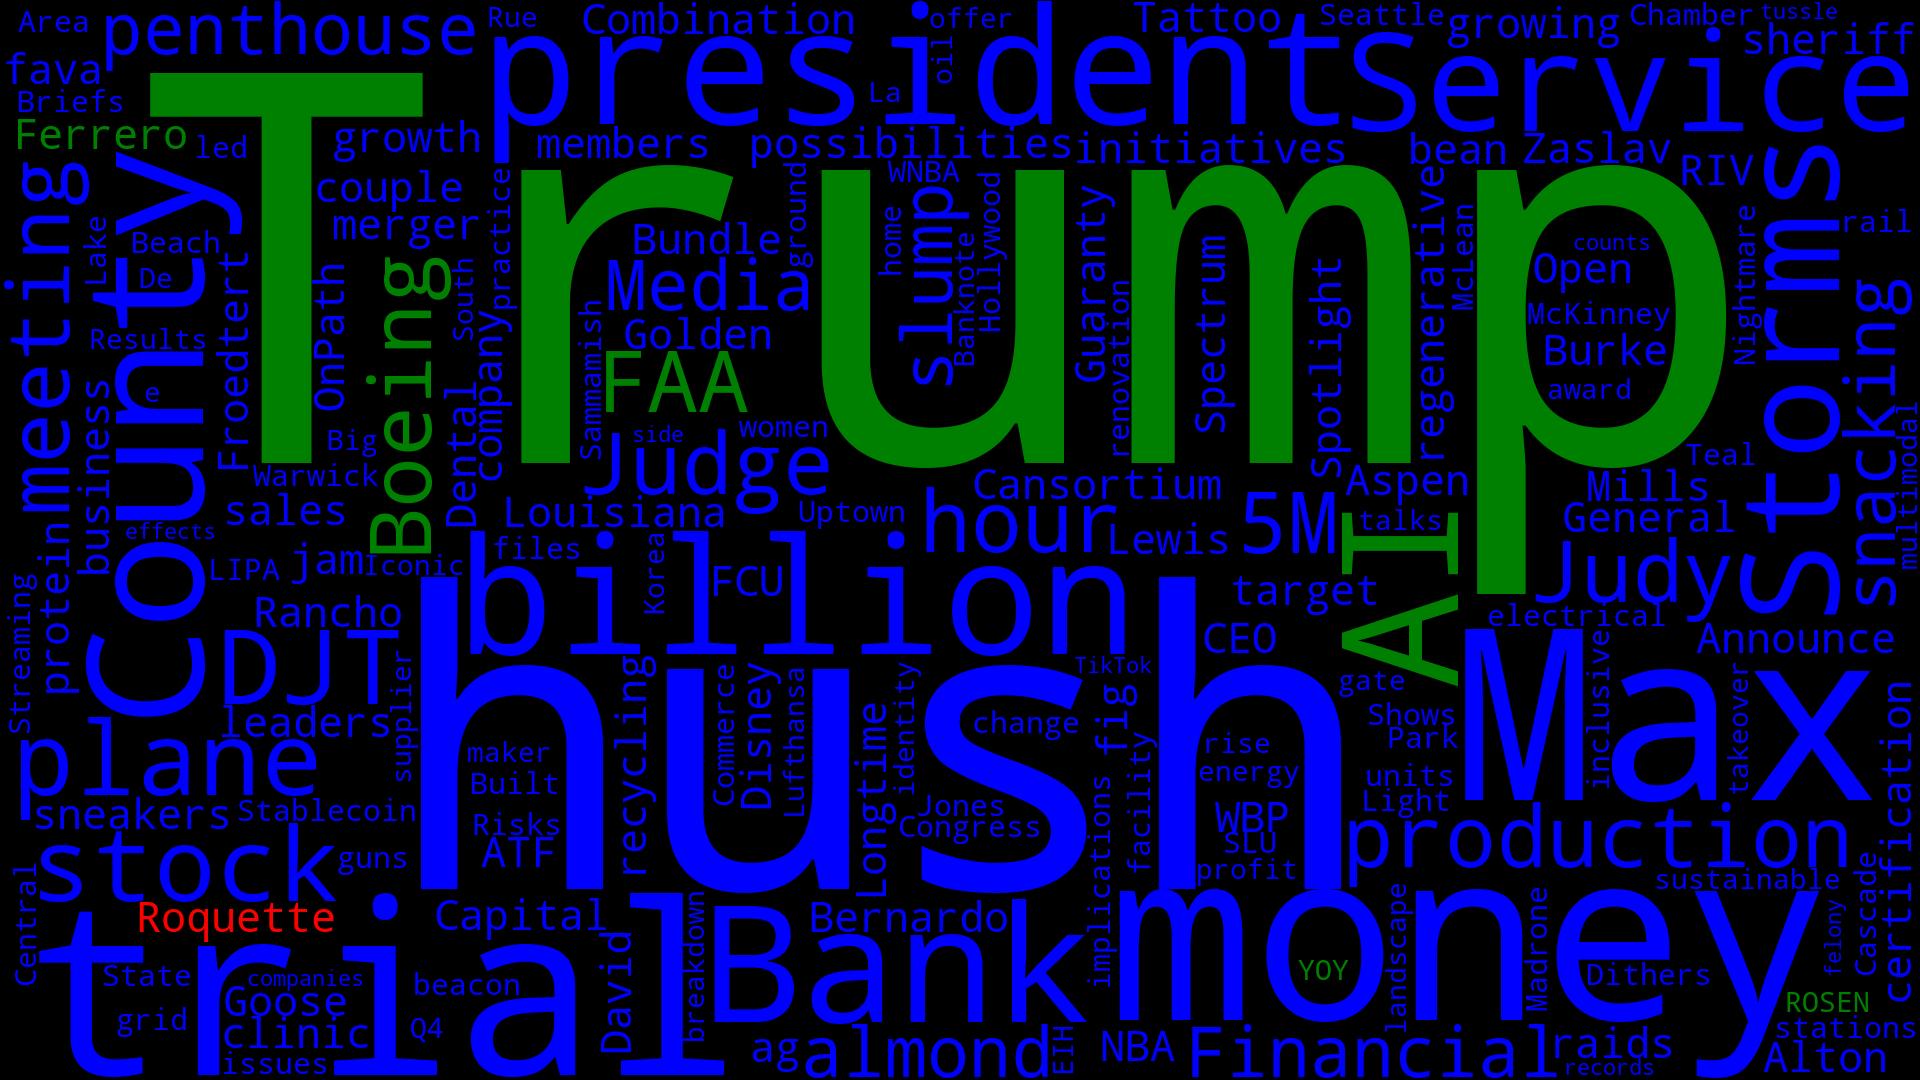 Area
penthouse
Rue
Combination
offer
president
Tattoo
Seattle
growing
Chamber
tussle
sheriff
fava
Briefs
Ferrero
led
growth
oil
La
Service
members
possibilities
initiatives
bean
Zaslav
RIV
Storms
rail
meeting
County
Trump
couple
merger
practice
Bundle
Media
Golden
FAA
ground
WNBA
home
slump
Banknote
Hollywood
Guaranty
renovation
Spectrum
Spotlight
regenerative
McLean
counts
Open
McKinney
Burke
award
Nightmare
snacking
multimodal
Lake
Beach
De
Results
e
business
Froedtert
OnPath
Boeing
South
company
Dental
Sammamish
side
women
Judge
Big
Warwick
sales
Louisiana
Uptown
Cansortium
hour
Lewis
5M
Aspen
talks
AI
Teal
Mills
General
Judy
effects
LIPA
jam
Iconic
files
billion
Korea
FCU
target
electrical
Announce
Streaming
protein
Rancho
DJT
leaders
supplier
hush
CEO
TikTok
gate
Max
inclusive
takeover
certification
plane
sneakers
Stablecoin
maker
Built
Risks
ATF
recycling
Commerce
Disney
Lufthansa
Longtime
identity
change
Jones
Congress
fig
implications
facility
rise
energy
WBP
SLU
profit
Shows
Park
units
Light
production
stock
guns
Central
Roquette
trial
Capital
David
breakdown
Bank
Bernardo
money
landscape
YOY
Madrone
sustainable
Dithers
felony
Cascade
State
companies
Goose
grid
clinic
issues
beacon
Q4
ag
almond
EIH
NBA
Financial
raids
records
ROSEN
stations
Alton